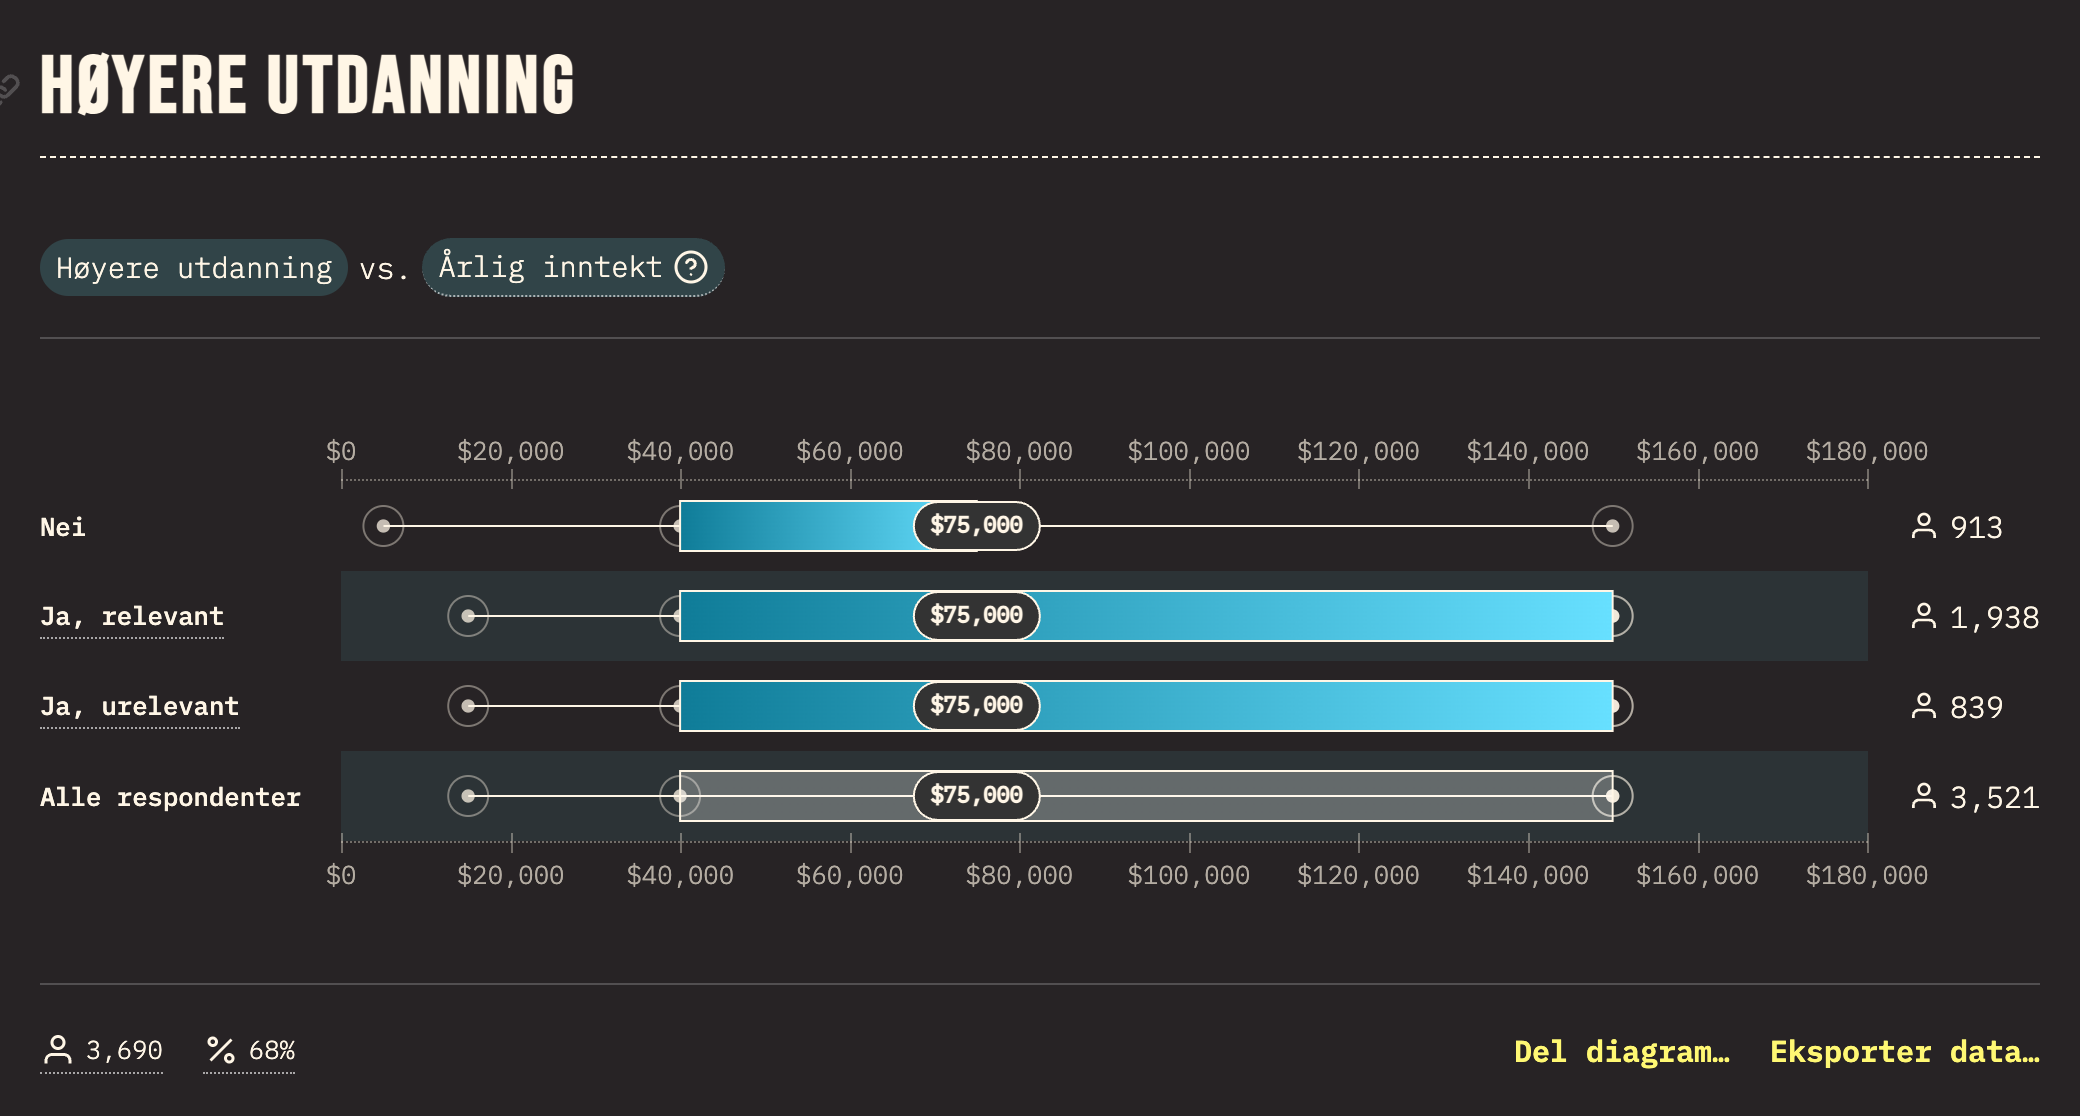 HØYERE UTDANNING
Høyere utdanning vs. Årlig inntekt
$0 $20,000 $40,000 $60,000 $80,000 $100,000 $120,000 $140,000 $160,000 $180,000
Nei $75,000 913
Ja, relevant $75,000 1,938
Ja, urelevant $75,000 839
Alle respondenter $75,000 3,521
$0 $20,000 $40,000 $60,000 $80,000 $100,000 $120,000 $140,000 $160,000 $180,000
3,690 68% Del diagram… Eksporter data…